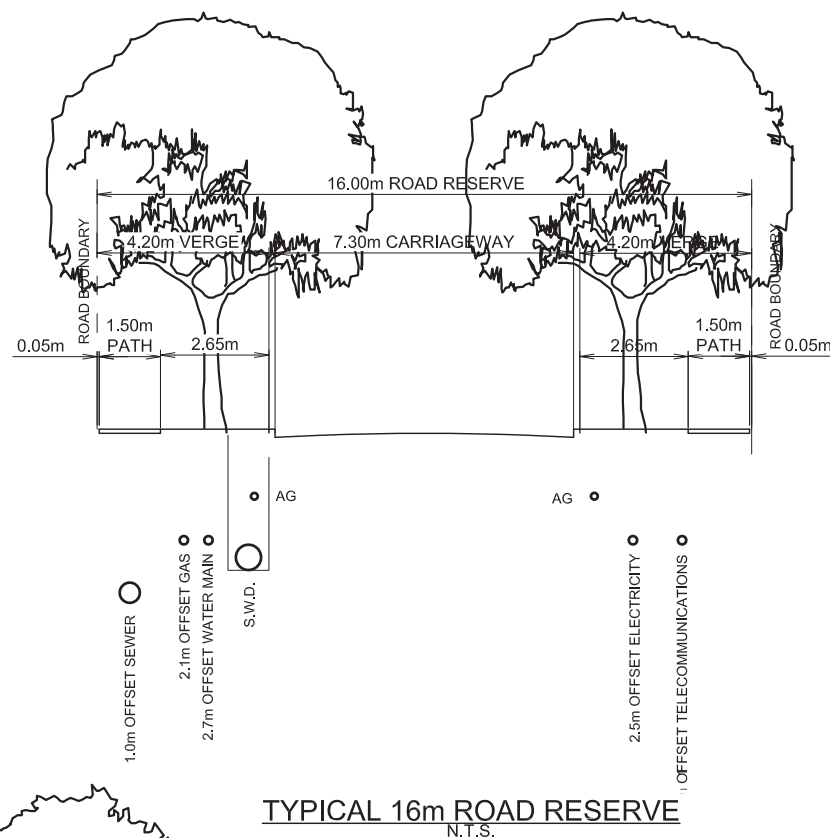 16.00m ROAD RESERVE
4.20m VERGE
7.30m CARRIAGEWAY
4.20m VERGE
ROAD BOUNDARY
ROAD BOUNDARY
0.05m
1.50m
PATH
2.65m
2.65m
1.50m
PATH
0.05m
AG
AG
1.0m OFFSET SEWER
2.1m OFFSET GAS
2.7m OFFSET WATER MAIN
S.W.D.
2.5m OFFSET ELECTRICITY
OFFSET TELECOMMUNICATIONS
TYPICAL 16m ROAD RESERVE
N.T.S.